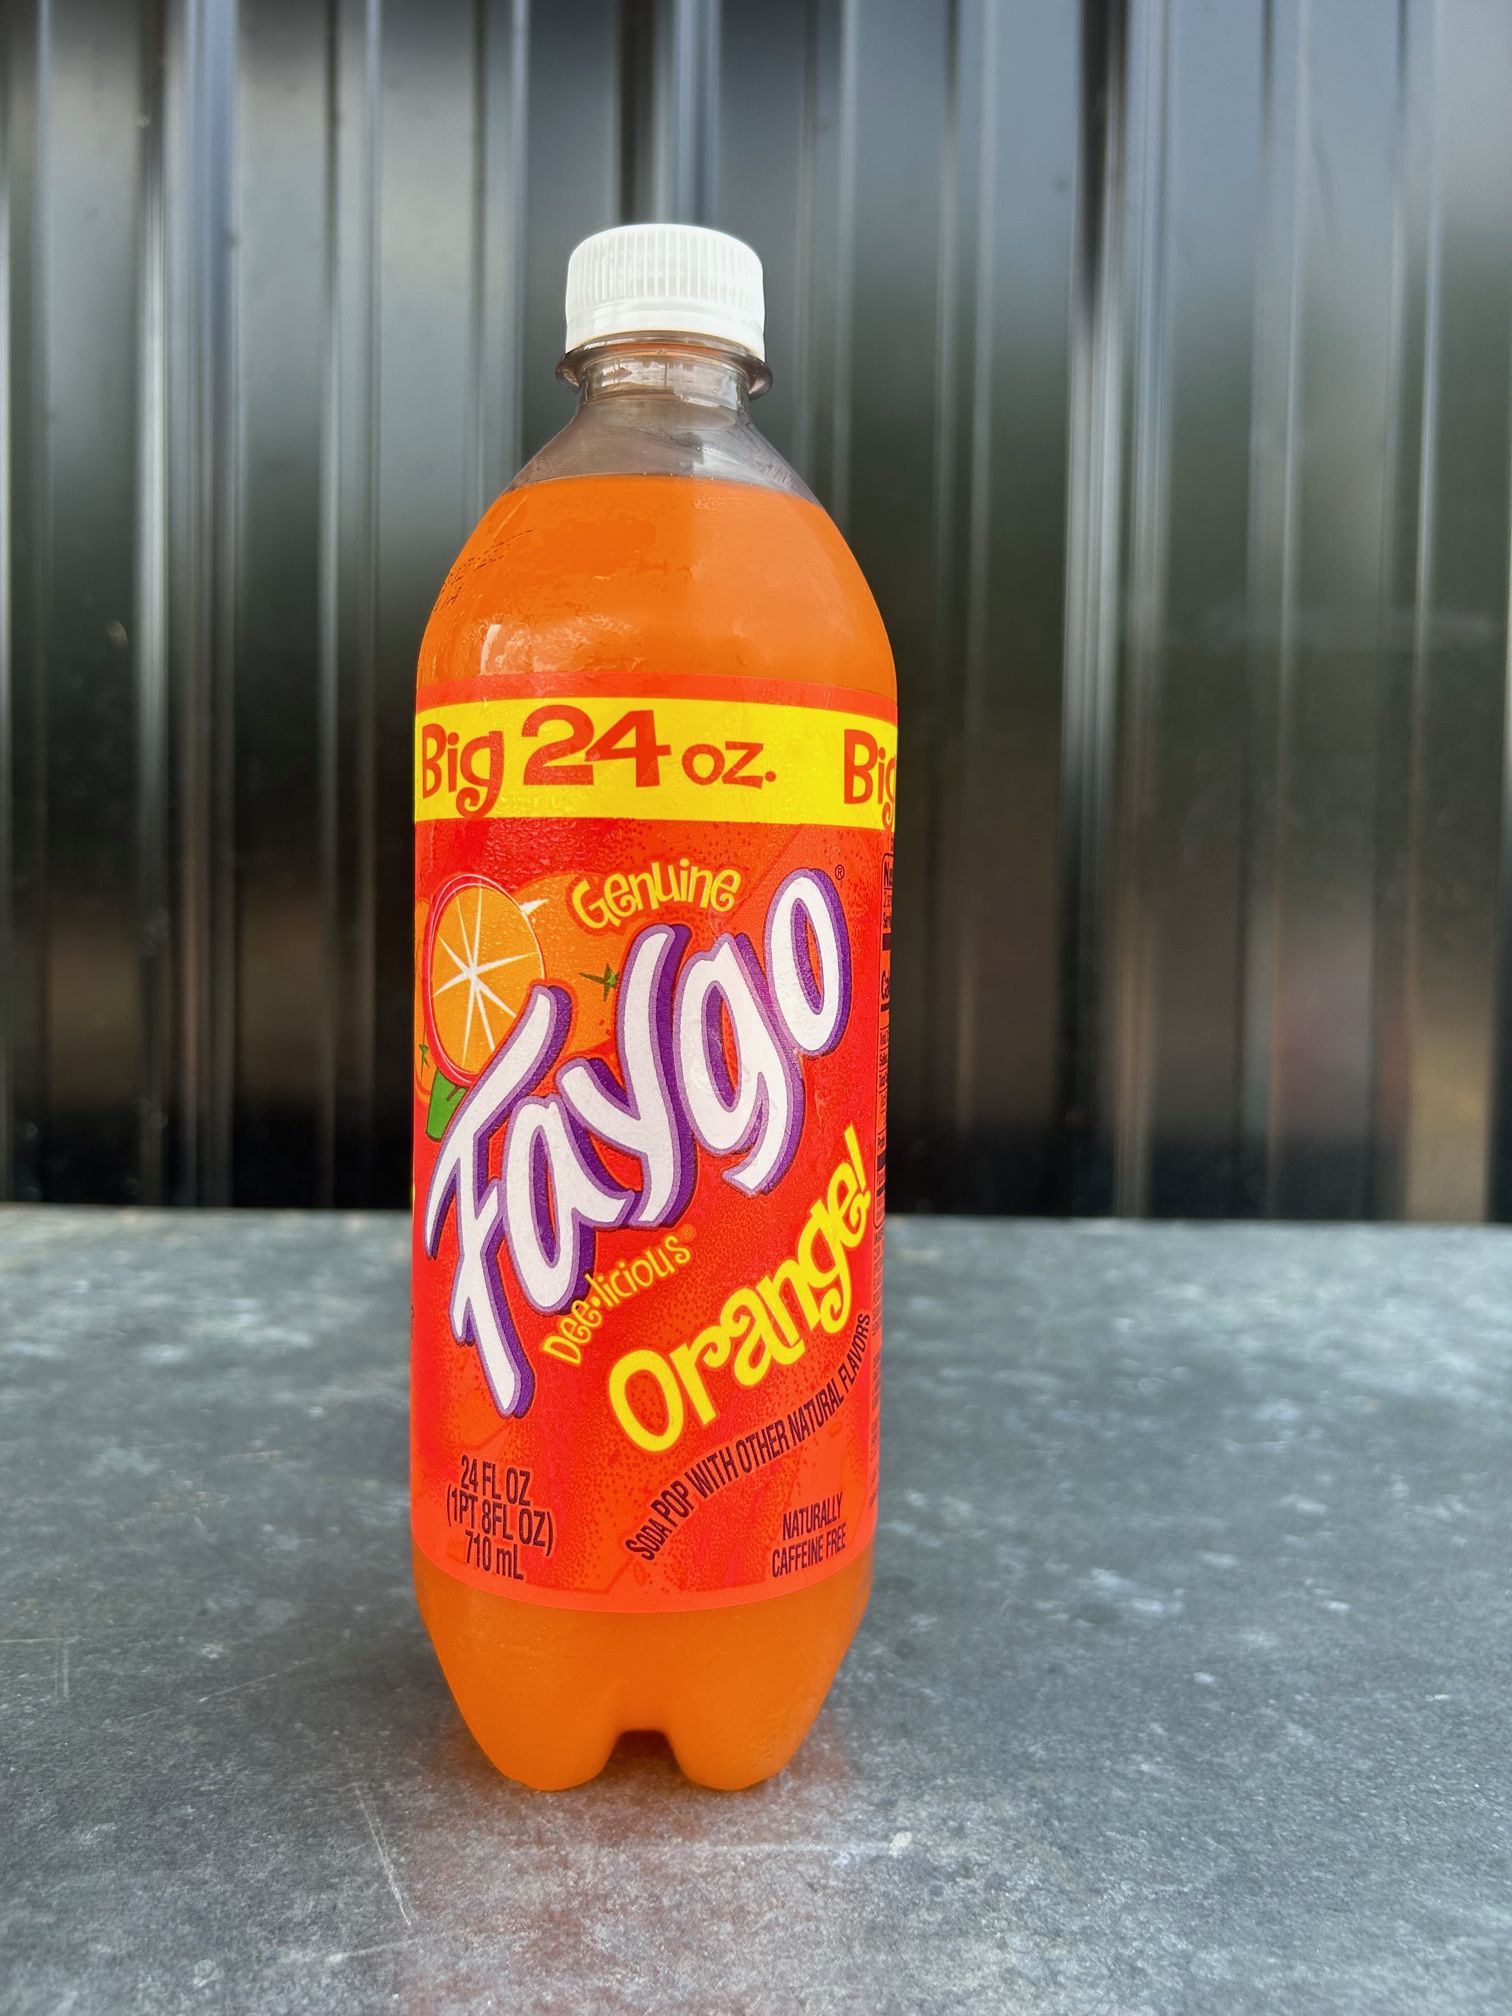 Big 24 oz.
Big
Genuine
Faygo®
Dee•licious®
Orange!
SODA POP WITH OTHER NATURAL FLAVORS
24 FL OZ
(1PT 8FL OZ)
710 mL
NATURALLY
CAFFEINE FREE